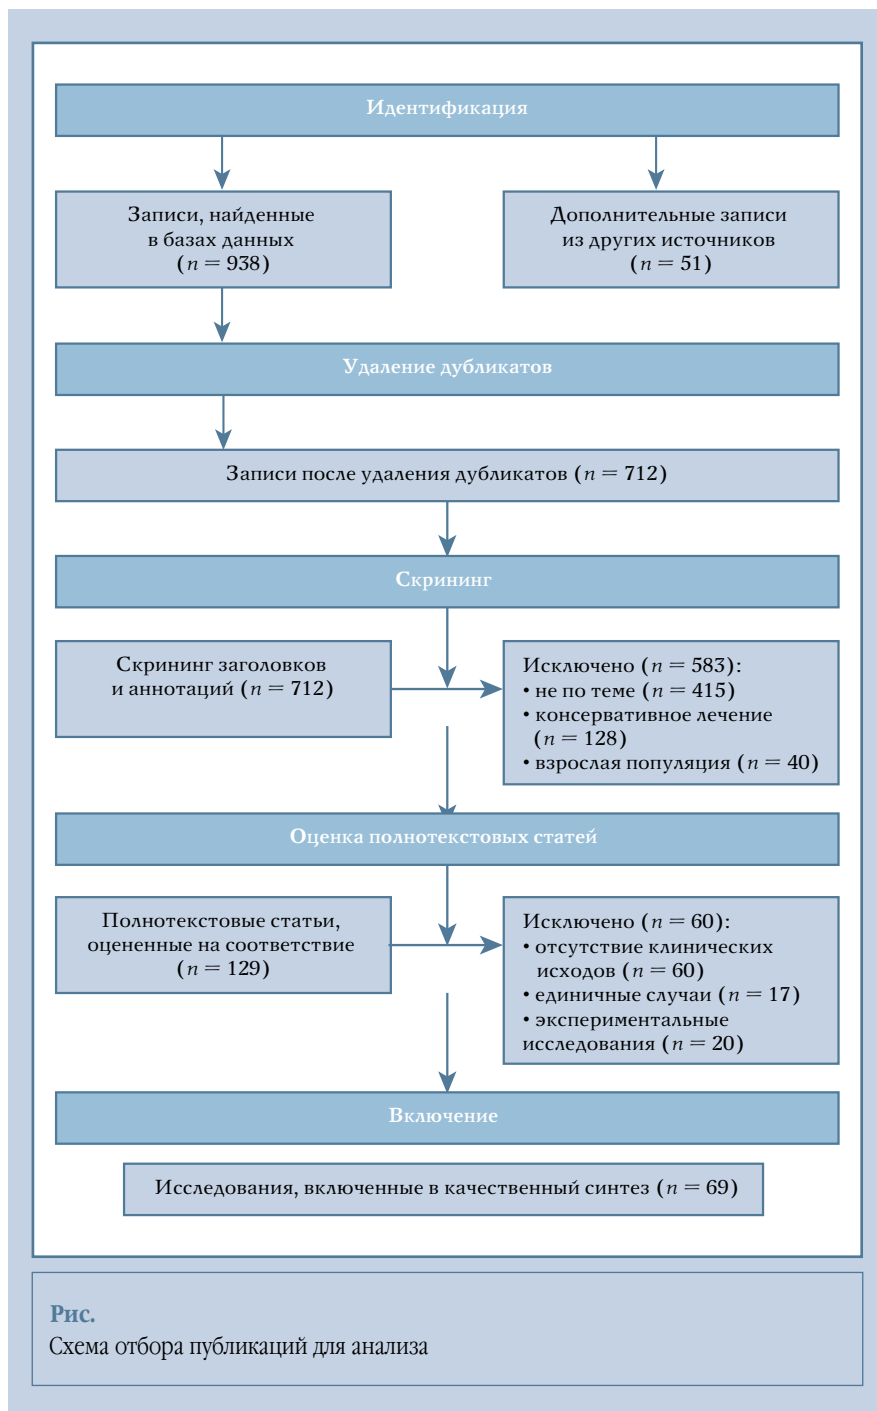 Идентификация
Записи, найденные
в базах данных
(n = 938)
Дополнительные записи
из других источников
(n = 51)
Удаление дубликатов
Записи после удаления дубликатов (n = 712)
Скрининг
Скрининг заголовков
и аннотаций (n = 712)
Исключено (n = 583):
• не по теме (n = 415)
• консервативное лечение
(n = 128)
• взрослая популяция (n = 40)
Оценка полнотекстовых статей
Полнотекстовые статьи,
оцененные на соответствие
(n = 129)
Исключено (n = 60):
• отсутствие клинических
исходов (n = 60)
• единичные случаи (n = 17)
• экспериментальные
исследования (n = 20)
Включение
Исследования, включенные в качественный синтез (n = 69)
Рис.
Схема отбора публикаций для анализа